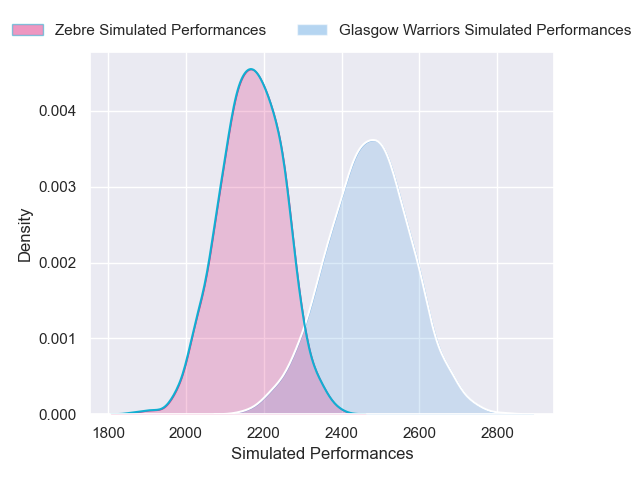 Zebre Simulated Performances
Glasgow Warriors Simulated Performances
0.004
0.003
0.002
0.001
0.000
Density
1800 2000 2200 2400 2600 2800
Simulated Performances